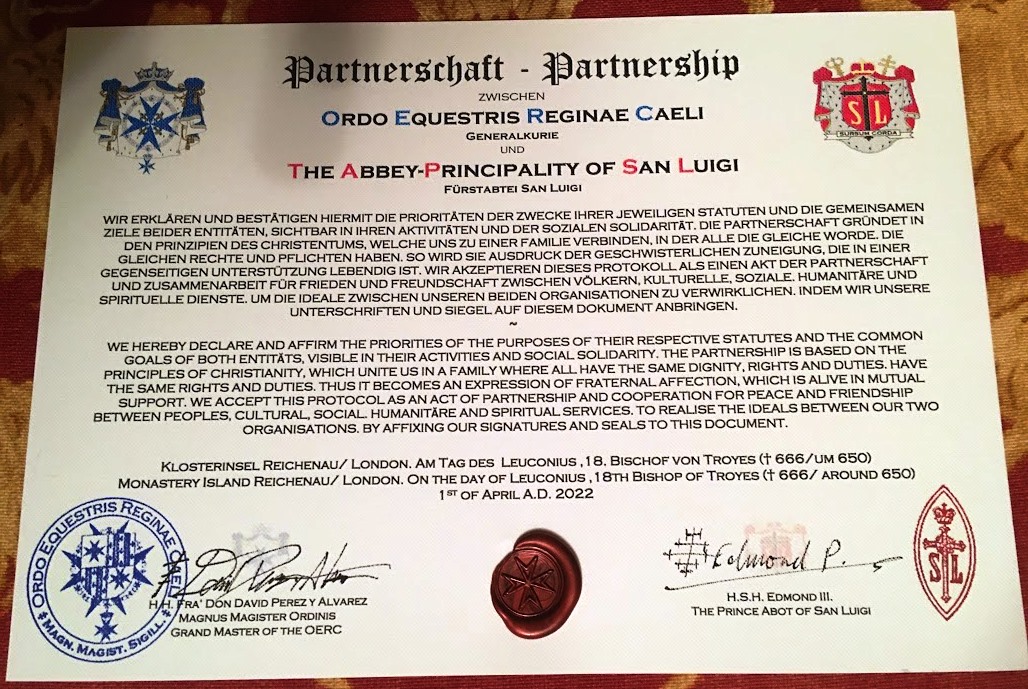 Partnerschaft - Partnership
ZWISCHEN
ORDO EQUESTRIS REGINAE CAELI
GENERALKURIE
UND
THE ABBEY-PRINCIPALITY OF SAN LUIGI
FÜRSTABTEI SAN LUIGI
S L
SURSUM CORDA
WIR ERKLÄREN UND BESTÄTIGEN HIERMIT DIE PRIORITÄTEN DER ZWECKE IHRER JEWEILIGEN STATUTEN UND DIE GEMEINSAMEN
ZIELE BEIDER ENTITÄTEN, SICHTBAR IN IHREN AKTIVITÄTEN UND DER SOZIALEN SOLIDARITÄT. DIE PARTNERSCHAFT GRÜNDET IN
DEN PRINZIPIEN DES CHRISTENTUMS, WELCHE UNS ZU EINER FAMILIE VERBINDEN, IN DER ALLE DIE GLEICHE WORDE. DIE
GLEICHEN RECHTE UND PFLICHTEN HABEN. SO WIRD SIE AUSDRUCK DER GESCHWISTERLICHEN ZUNEIGUNG, DIE IN EINER
GEGENSEITIGEN UNTERSTÜTZUNG LEBENDIG IST. WIR AKZEPTIEREN DIESES PROTOKOLL ALS EINEN AKT DER PARTNERSCHAFT
UND ZUSAMMENARBEIT FÜR FRIEDEN UND FREUNDSCHAFT ZWISCHEN VÖLKERN, KULTURELLE, SOZIALE. HUMANITÄRE UND
SPIRITUELLE DIENSTE. UM DIE IDEALE ZWISCHEN UNSEREN BEIDEN ORGANISATIONEN ZU VERWIRKLICHEN. INDEM WIR UNSERE
UNTERSCHRIFTEN UND SIEGEL AUF DIESEM DOKUMENT ANBRINGEN.
~
WE HEREBY DECLARE AND AFFIRM THE PRIORITIES OF THE PURPOSES OF THEIR RESPECTIVE STATUTES AND THE COMMON
GOALS OF BOTH ENTITÄTS, VISIBLE IN THEIR ACTIVITIES AND SOCIAL SOLIDARITY. THE PARTNERSHIP IS BASED ON THE
PRINCIPLES OF CHRISTIANITY, WHICH UNITE US IN A FAMILY WHERE ALL HAVE THE SAME DIGNITY, RIGHTS AND DUTIES. HAVE
THE SAME RIGHTS AND DUTIES. THUS IT BECOMES AN EXPRESSION OF FRATERNAL AFFECTION, WHICH IS ALIVE IN MUTUAL
SUPPORT. WE ACCEPT THIS PROTOCOL AS AN ACT OF PARTNERSHIP AND COOPERATION FOR PEACE AND FRIENDSHIP
BETWEEN PEOPLES, CULTURAL, SOCIAL. HUMANITÄRE AND SPIRITUAL SERVICES. TO REALISE THE IDEALS BETWEEN OUR TWO
ORGANISATIONS. BY AFFIXING OUR SIGNATURES AND SEALS TO THIS DOCUMENT.
KLOSTERINSEL REICHENAU/ LONDON. AM TAG DES LEUCONIUS ,18. BISCHOF VON TROYES († 666/UM 650)
MONASTERY ISLAND REICHENAU/ LONDON. ON THE DAY OF LEUCONIUS ,18TH BISHOP OF TROYES († 666/ AROUND 650)
1ST OF APRIL A.D. 2022
ORDO EQUESTRIS REGINAE CAELI
MAGN. MAGIST. SIGILL.
H.H. FRA' DON DAVID PEREZ Y ALVAREZ
MAGNUS MAGISTER ORDINIS
GRAND MASTER OF THE OERC
Edmond P.
H.S.H. EDMOND III.
THE PRINCE ABOT OF SAN LUIGI
S L